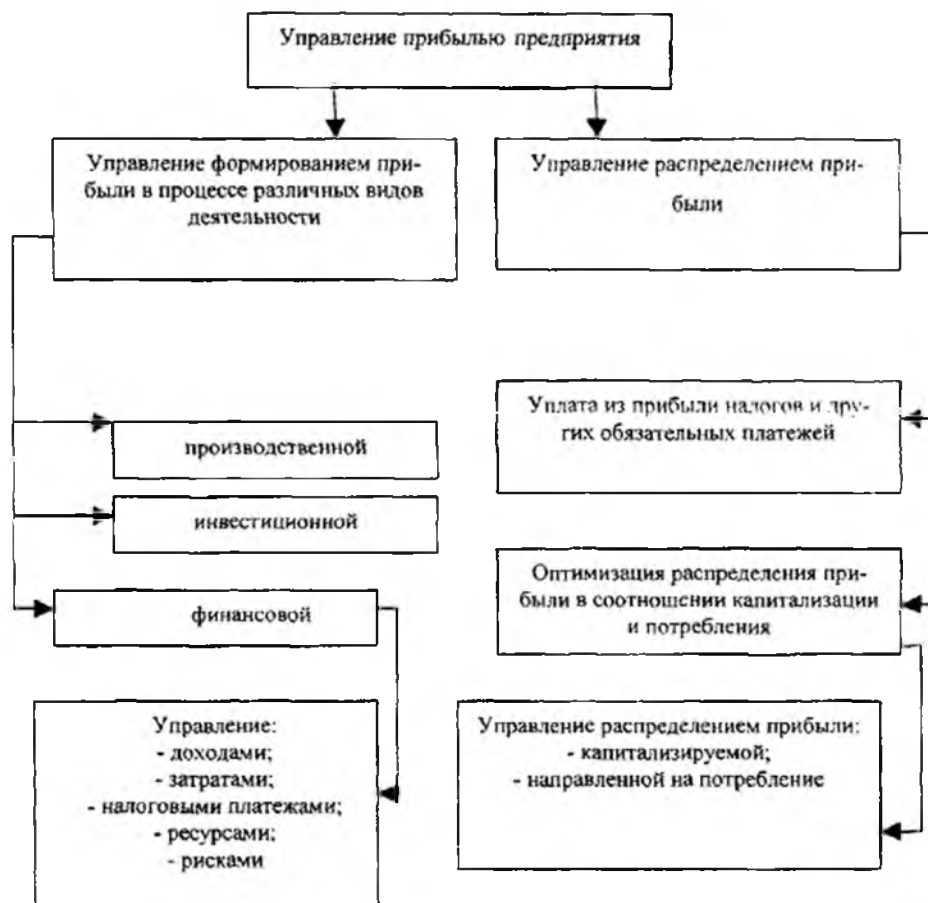 Управление прибылью предприятия
Управление формированием при-
были в процессе различных видов
деятельности
Управление распределением при-
были
производственной
инвестиционной
финансовой
Управление:
- доходами;
- затратами;
- налоговыми платежами;
- ресурсами;
- рисками
Уплата из прибыли налогов и дру-
гих обязательных платежей
Оптимизация распределения при-
были в соотношении капитализации
и потребления
Управление распределением прибыли:
- капитализируемой;
- направленной на потребление